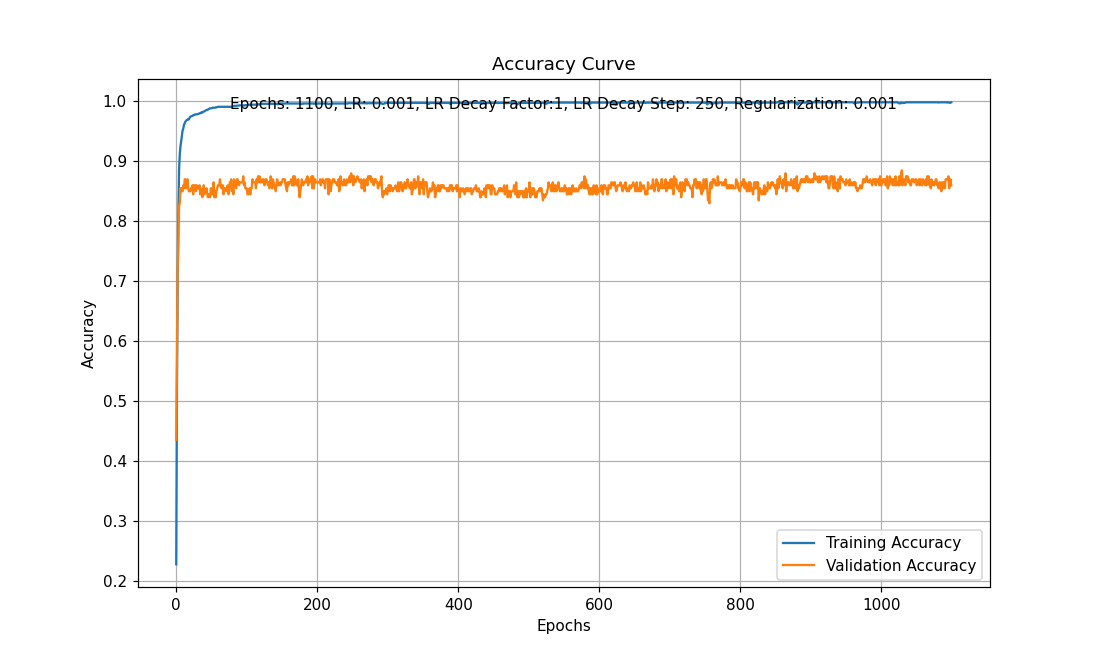 Accuracy Curve
Epochs: 1100, LR: 0.001, LR Decay Factor:1, LR Decay Step: 250, Regularization: 0.001
1.0
0.9
0.8
0.7
0.6
0.5
0.4
0.3
0.2
Accuracy
0 200 400 600 800 1000
Epochs
Training Accuracy
Validation Accuracy